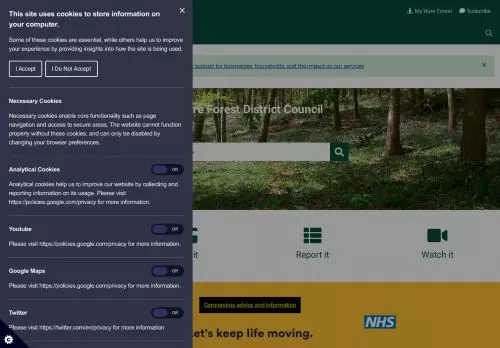 This site uses cookies to store information on
your computer.
Some of these cookies are essential, while others help us to improve
your experience by providing insights into how the site is being used.
I Accept
I Do Not Accept
Necessary Cookies
Necessary cookies enable core functionality such as page
navigation and access to secure areas. The website cannot function
properly without these cookies, and can only be disabled by
changing your browser preferences.
Analytical Cookies
Off
Analytical cookies help us to improve our website by collecting and
reporting information on its usage. Please visit
https://policies.google.com/privacy for more information.
Youtube
Off
Please visit https://policies.google.com/privacy for more information.
Google Maps
Off
Please visit https://policies.google.com/privacy for more information.
Twitter
Off
Please visit https://twitter.com/en/privacy for more information
My Wyre Forest
Subscribe
support for businesses, households, and the impact on our services
Forest District Council
it
Report it
Watch it
Coronavirus advice and information
let's keep life moving.
NHS